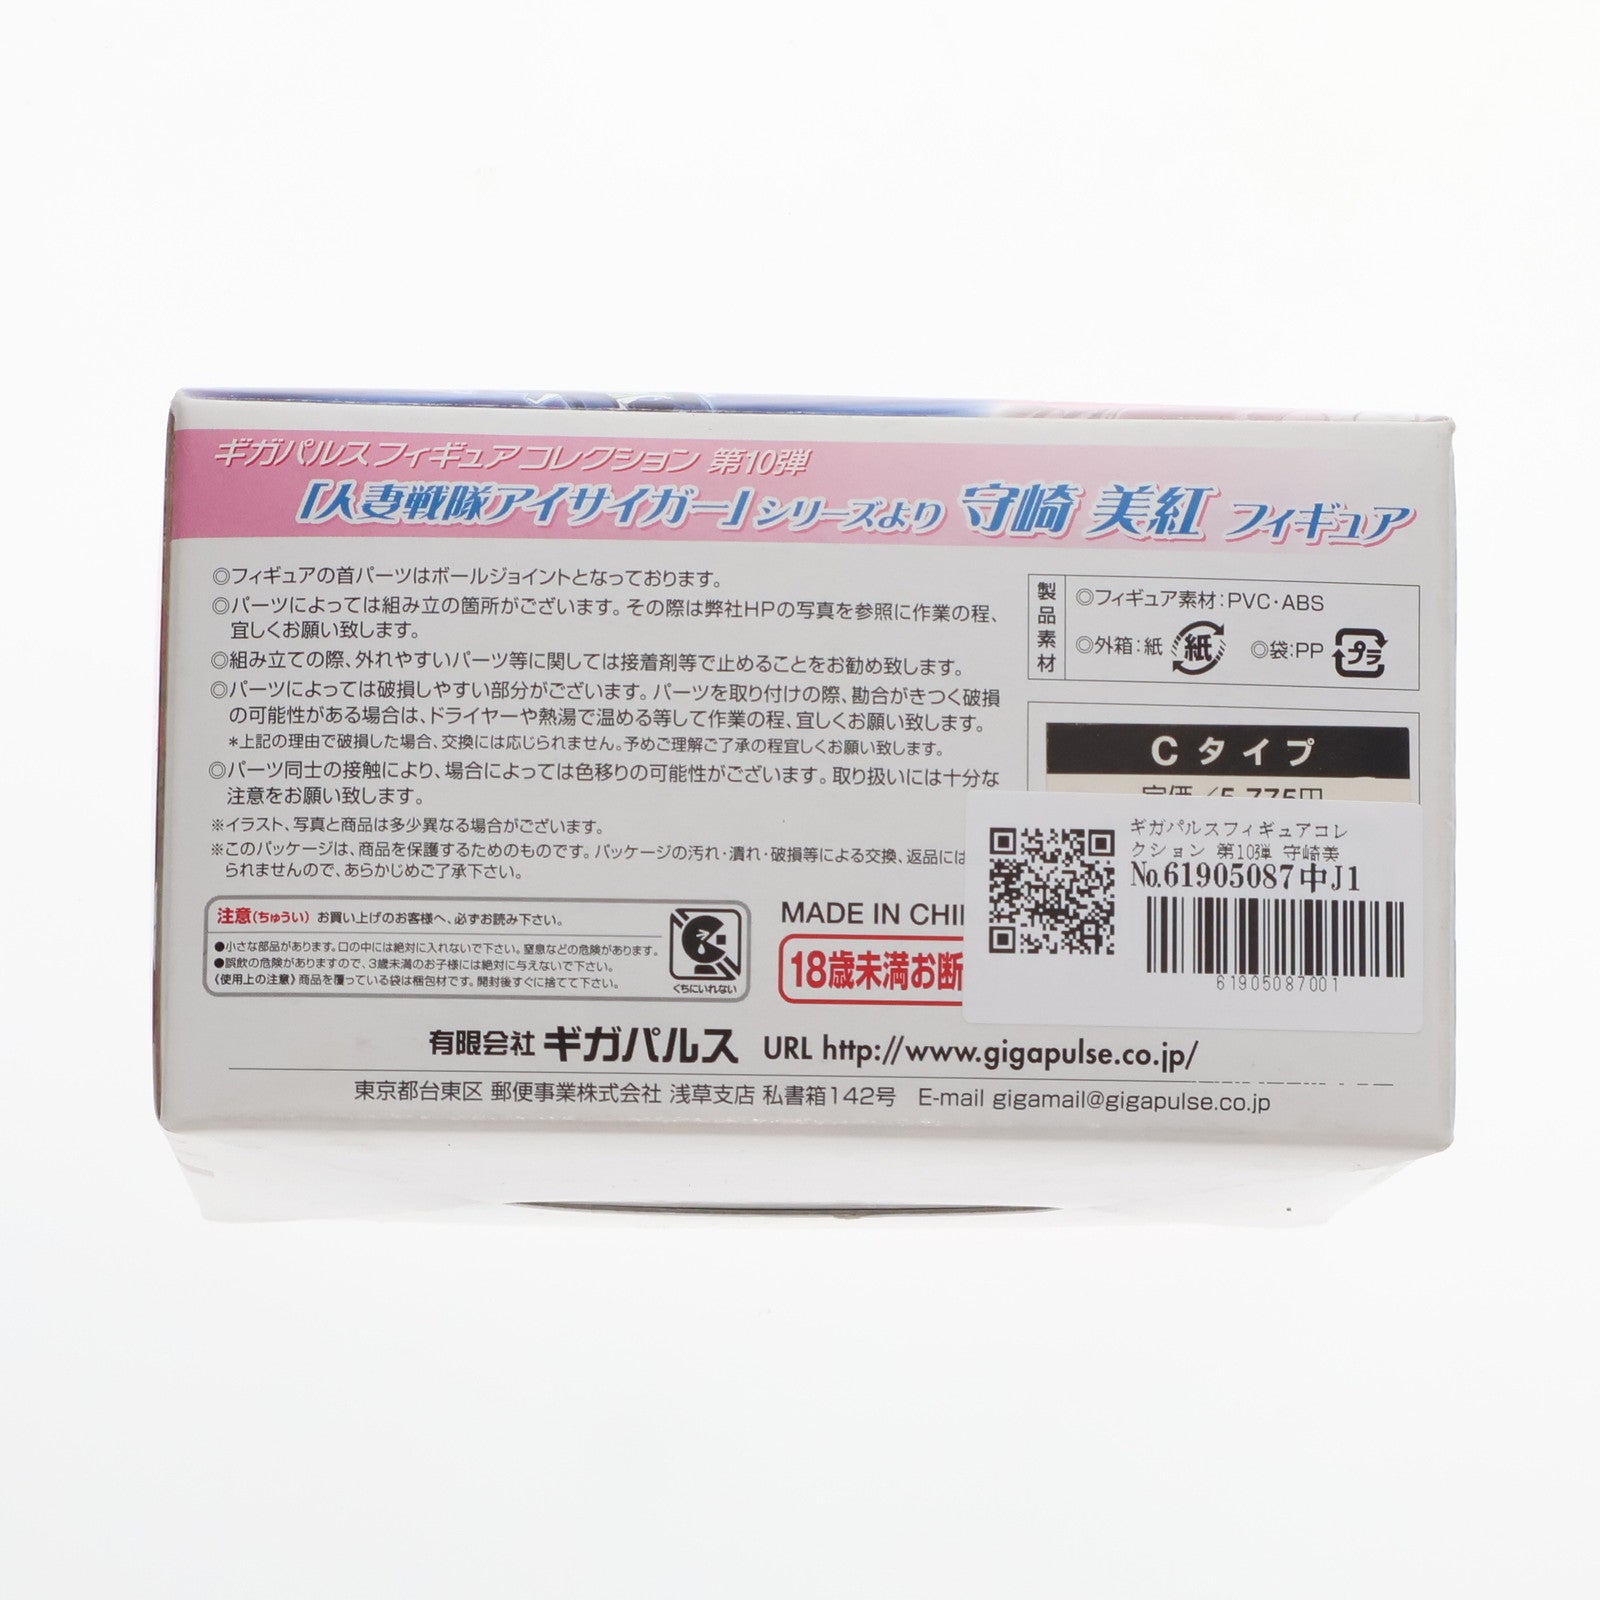 ギガパルスフィギュアコレクション 第10弾
「人妻戦隊アイサイガー」シリーズより 守崎 美紅 フィギュア
◎フィギュアの首パーツはボールジョイントとなっております。
◎パーツによっては組み立の箇所がございます。その際は弊社HPの写真を参照に作業の程、
宜しくお願い致します。
◎組み立ての際、外れやすいパーツ等に関しては接着剤等で止めることをお勧め致します。
◎パーツによっては破損しやすい部分がございます。パーツを取り付けの際、勘合がきつく破損
の可能性がある場合は、ドライヤーや熱湯で温める等して作業の程、宜しくお願い致します。
*上記の理由で破損した場合、交換には応じられません。予めご理解ご了承の程宜しくお願い致します。
◎パーツ同士の接触により、場合によっては色移りの可能性がございます。取り扱いには十分な
注意をお願い致します。
※イラスト、写真と商品は多少異なる場合がございます。
※このパッケージは、商品を保護するためのものです。パッケージの汚れ・潰れ・破損等による交換、返品には
られませんので、あらかじめご了承下さい。
製品素材
◎フィギュア素材:PVC・ABS
◎外箱:紙 紙 ◎袋:PP プラ
Cタイプ
定価/5,775円
ギガパルスフィギュアコレ
クション 第10弾 守崎美
No.61905087中J1
61905087001
注意(ちゅうい) お買い上げのお客様へ、必ずお読み下さい。
●小さな部品があります。口の中には絶対に入れないで下さい。窒息などの危険があります。
●誤飲の危険がありますので、3歳未満のお子様には絶対に与えないで下さい。
《使用上の注意》商品を覆っている袋は梱包材です。開封後すぐに捨てて下さい。
くちにいれない
MADE IN CHI
18歳未満お断
有限会社 ギガパルス URL http://www.gigapulse.co.jp/
東京都台東区 郵便事業株式会社 浅草支店 私書箱142号 E-mail gigamail@gigapulse.co.jp